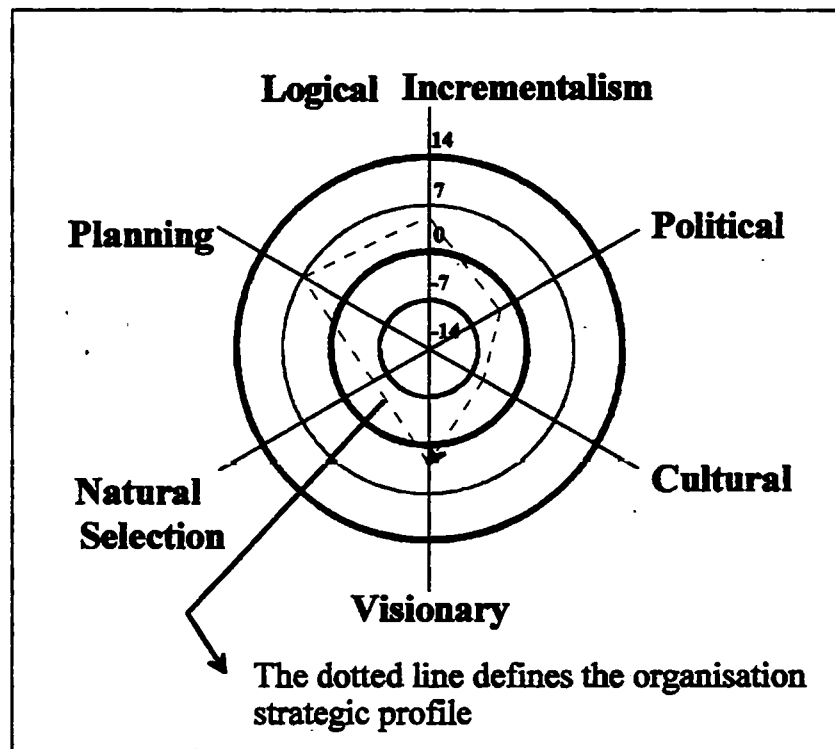 Logical Incrementalism
14
7
Planning
Political
0
-7
-14
Natural
Selection
Cultural
Visionary
The dotted line defines the organisation
strategic profile